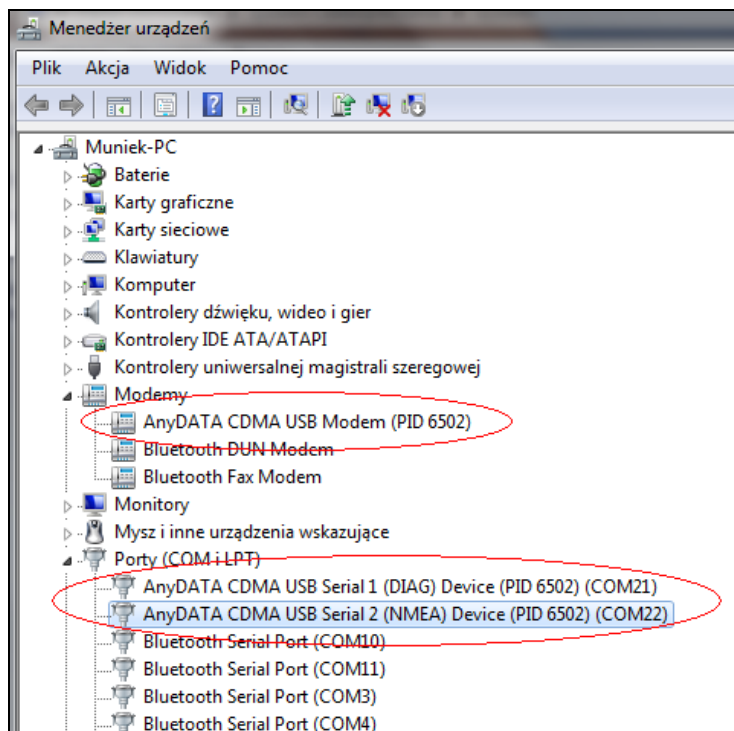 Menedżer urządzeń
Plik Akcja Widok Pomoc
Muniek-PC
Baterie
Karty graficzne
Karty sieciowe
Klawiatury
Komputer
Kontrolery dźwięku, wideo i gier
Kontrolery IDE ATA/ATAPI
Kontrolery uniwersalnej magistrali szeregowej
Modemy
AnyDATA CDMA USB Modem (PID 6502)
Bluetooth DUN Modem
Bluetooth Fax Modem
Monitory
Mysz i inne urządzenia wskazujące
Porty (COM i LPT)
AnyDATA CDMA USB Serial 1 (DIAG) Device (PID 6502) (COM21)
AnyDATA CDMA USB Serial 2 (NMEA) Device (PID 6502) (COM22)
Bluetooth Serial Port (COM10)
Bluetooth Serial Port (COM11)
Bluetooth Serial Port (COM3)
Bluetooth Serial Port (COM4)